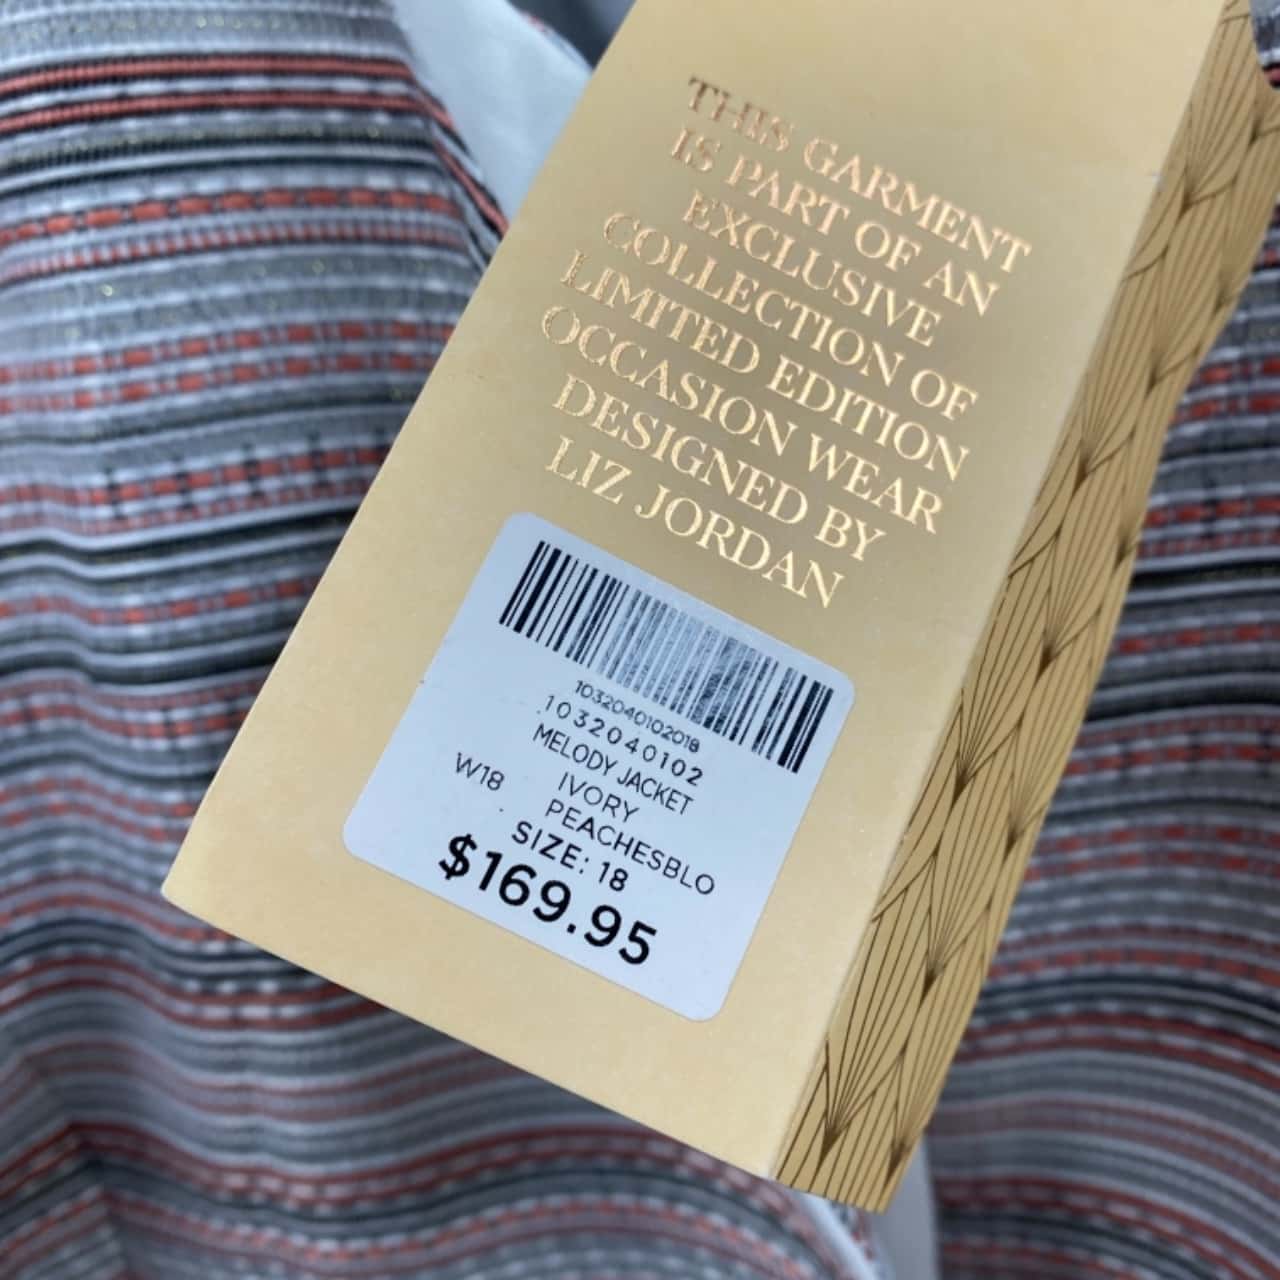 THIS GARMENT
IS PART OF AN
EXCLUSIVE
COLLECTION OF
LIMITED EDITION
OCCASION WEAR
DESIGNED BY
LIZ JORDAN
1032040102018
1032040102
MELODY JACKET
IVORY
W18 PEACHESBLO
SIZE: 18
$169.95